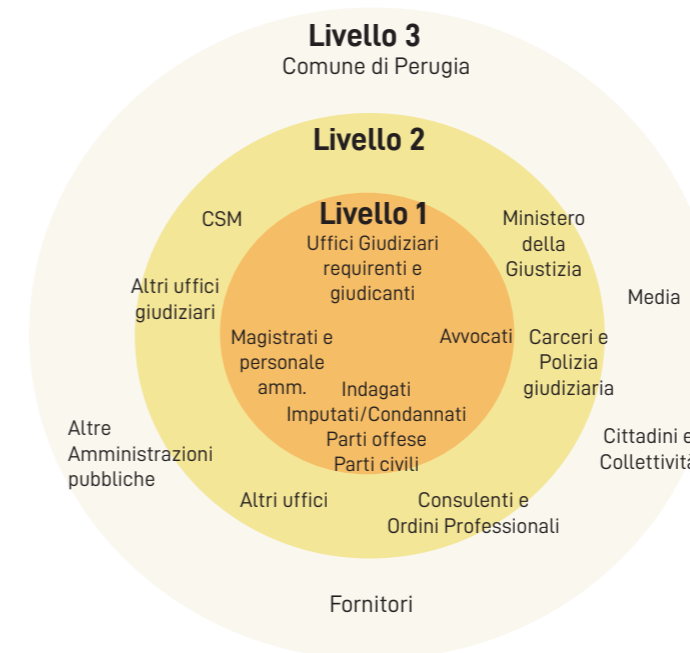 Livello 3
Comune di Perugia
Livello 2
Livello 1
Uffici Giudiziari
requirenti e
giudicanti
CSM
Ministero
della
Giustizia
Altri uffici
giudiziari
Media
Magistrati e
personale
amm.
Avvocati
Carceri e
Polizia
giudiziaria
Indagati
Imputati/Condannati
Parti offese
Parti civili
Altre
Amministrazioni
pubbliche
Cittadini e
Collettività
Altri uffici
Consulenti e
Ordini Professionali
Fornitori